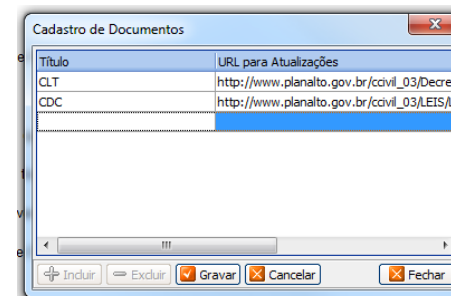 Cadastro de Documentos
Título URL para Atualizações
CLT http://www.planalto.gov.br/ccivil_03/Decre
CDC http://www.planalto.gov.br/ccivil_03/LEIS/
Incluir Excluir Gravar Cancelar Fechar